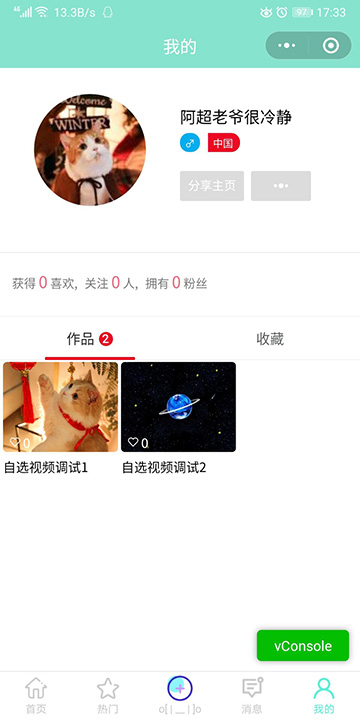 4G 13.3B/s 97 17:33
我的
Welcome
WINTER
阿超老爷很冷静
♂ 中国
分享主页
获得 0 喜欢, 关注 0 人, 拥有 0 粉丝
作品 2 收藏
0 0
自选视频调试1 自选视频调试2
vConsole
首页 热门 o[ | __ | ]o 消息 我的